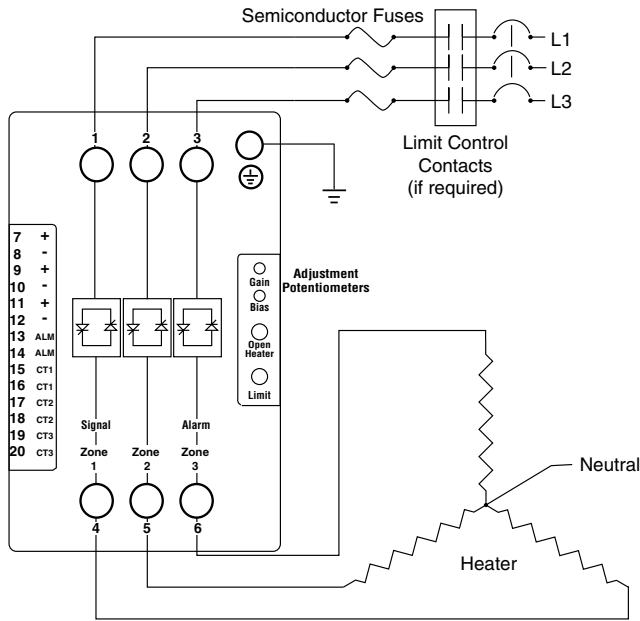 Semiconductor Fuses
L1
L2
L3
Limit Control
Contacts
(if required)
1
2
3
7 +
8 -
9 +
10 -
11 +
12 -
13 ALM
14 ALM
15 CT1
16 CT1
17 CT2
18 CT2
19 CT3
20 CT3
Gain
Bias
Open
Heater
Limit
Adjustment
Potentiometers
Signal
Alarm
Zone
1
Zone
2
Zone
3
4
5
6
Neutral
Heater